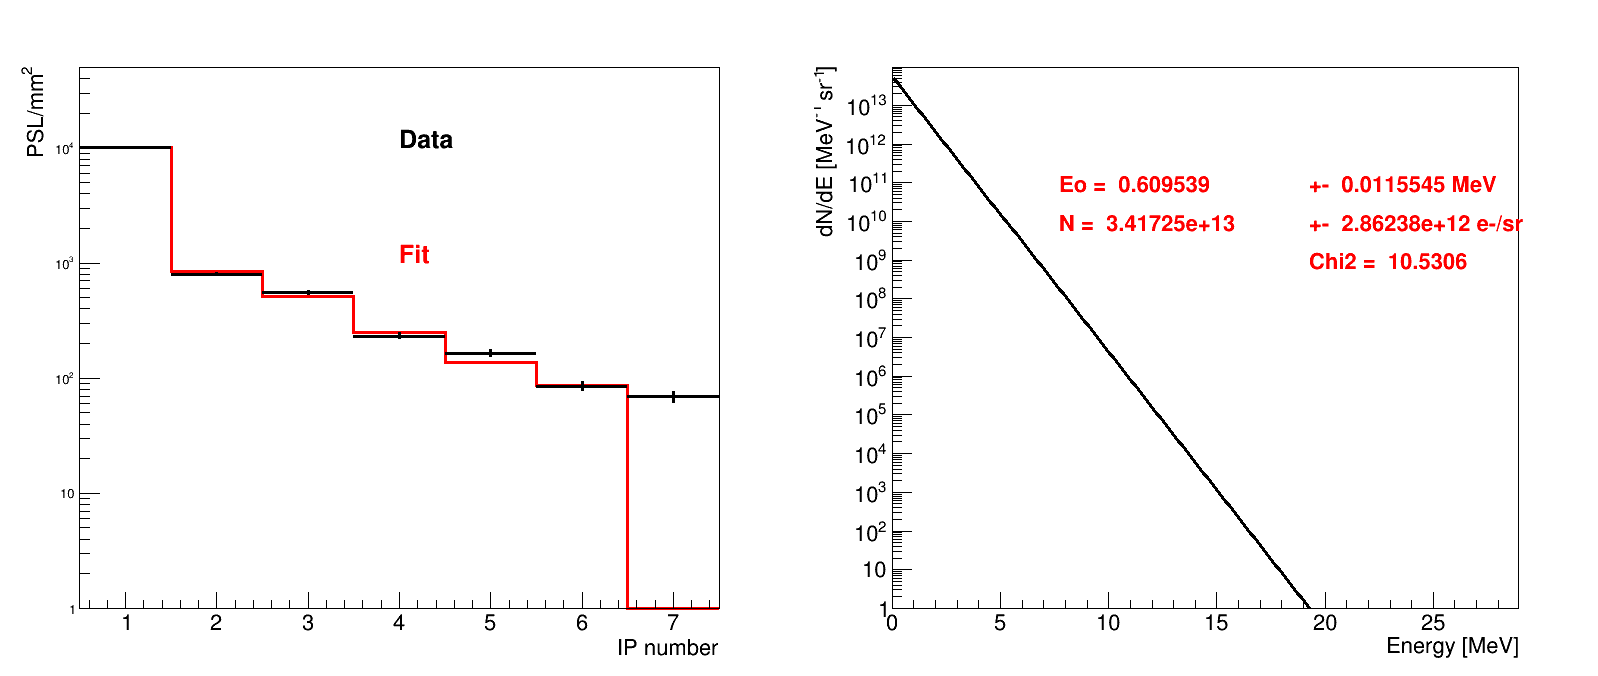 PSL/mm²
Data
Fit
10⁴
10³
10²
10
1
1 2 3 4 5 6 7
IP number
dN/dE [MeV⁻¹ sr⁻¹]
Eo = 0.609539 +- 0.0115545 MeV
N = 3.41725e+13 +- 2.86238e+12 e-/sr
Chi2 = 10.5306
10¹³
10¹²
10¹¹
10¹⁰
10⁹
10⁸
10⁷
10⁶
10⁵
10⁴
10³
10²
10
1
0 5 10 15 20 25
Energy [MeV]